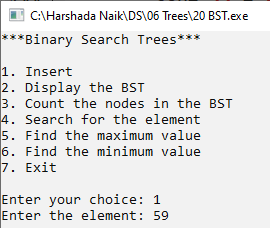 C:\Harshada Naik\DS\06 Trees\20 BST.exe
***Binary Search Trees***
1. Insert
2. Display the BST
3. Count the nodes in the BST
4. Search for the element
5. Find the maximum value
6. Find the minimum value
7. Exit
Enter your choice: 1
Enter the element: 59